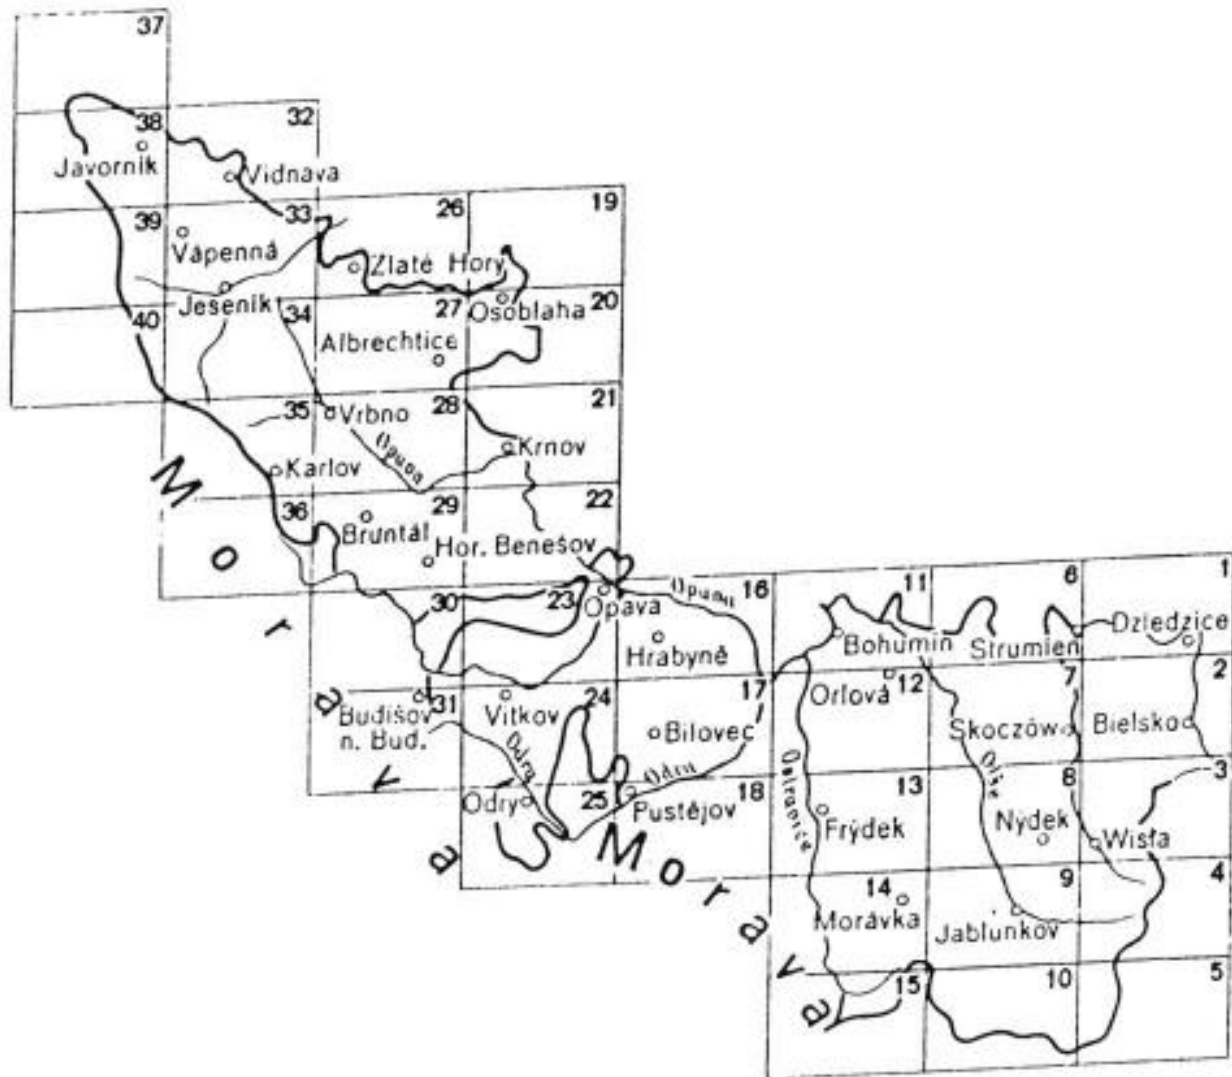 37
38
32
Javorník
Vidnava
39
33
26
19
Vápenná
Zlaté Hory
Jeseník
40
34
27
20
Osoblaha
Albrechtice
35
28
21
Vrbno
Opava
Krnov
Karlov
36
29
22
Bruntál
Hor. Benešov
30
23
Opava
Opava
16
11
6
1
Hrabyně
Bohumín
Strumień
Dziedzice
31
24
17
12
7
2
Budišov
n. Bud.
Vítkov
Bílovec
Orlová
Skoczów
Bielsko
Odra
Odra
Ostravice
Olše
25
18
13
8
3
Odry
Pustějov
Frýdek
Nýdek
Wisła
14
9
4
Morávka
Jablunkov
15
10
5
Morava
Morava